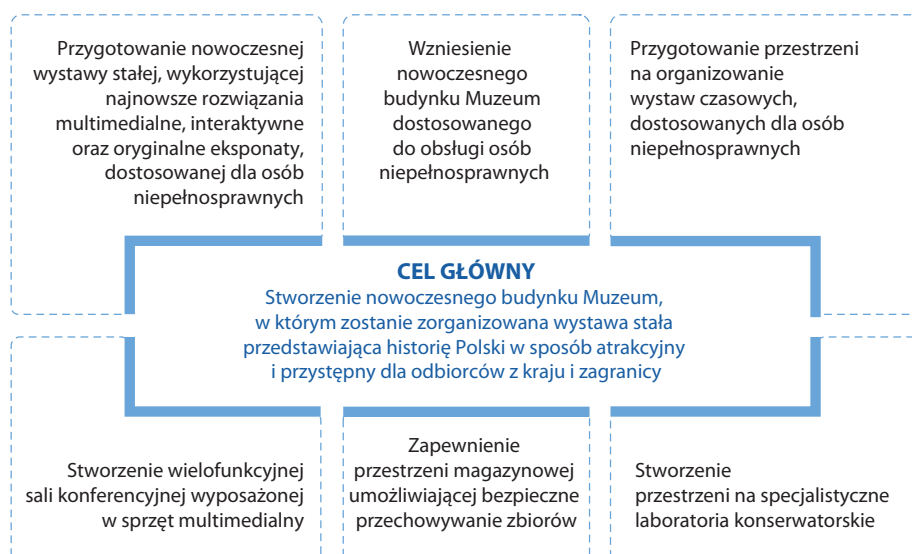 Przygotowanie nowoczesnej
wystawy stałej, wykorzystującej
najnowsze rozwiązania
multimedialne, interaktywne
oraz oryginalne eksponaty,
dostosowanej dla osób
niepełnosprawnych
Wzniesienie
nowoczesnego
budynku Muzeum
dostosowanego
do obsługi osób
niepełnosprawnych
Przygotowanie przestrzeni
na organizowanie
wystaw czasowych,
dostosowanych dla osób
niepełnosprawnych
CEL GŁÓWNY
Stworzenie nowoczesnego budynku Muzeum,
w którym zostanie zorganizowana wystawa stała
przedstawiająca historię Polski w sposób atrakcyjny
i przystępny dla odbiorców z kraju i zagranicy
Stworzenie wielofunkcyjnej
sali konferencyjnej wyposażonej
w sprzęt multimedialny
Zapewnienie
przestrzeni magazynowej
umożliwiającej bezpieczne
przechowywanie zbiorów
Stworzenie
przestrzeni na specjalistyczne
laboratoria konserwatorskie